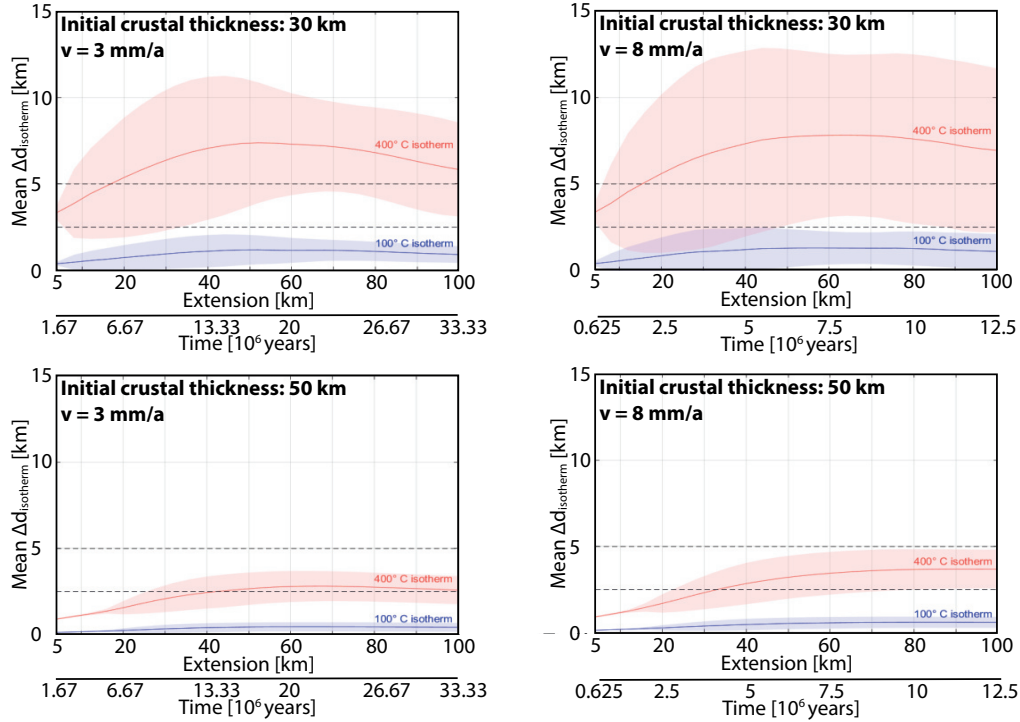 Initial crustal thickness: 30 km
v = 3 mm/a
Mean Δd isotherm [km]
15
10
5
0
400° C isotherm
100° C isotherm
5 20 40 60 80 100
Extension [km]
1.67 6.67 13.33 20 26.67 33.33
Time [10⁶ years]
Initial crustal thickness: 30 km
v = 8 mm/a
Mean Δd isotherm [km]
15
10
5
0
400° C isotherm
100° C isotherm
5 20 40 60 80 100
Extension [km]
0.625 2.5 5 7.5 10 12.5
Time [10⁶ years]
Initial crustal thickness: 50 km
v = 3 mm/a
Mean Δd isotherm [km]
15
10
5
0
400° C isotherm
100° C isotherm
5 20 40 60 80 100
Extension [km]
1.67 6.67 13.33 20 26.67 33.33
Time [10⁶ years]
Initial crustal thickness: 50 km
v = 8 mm/a
Mean Δd isotherm [km]
15
10
5
0
400° C isotherm
100° C isotherm
5 20 40 60 80 100
Extension [km]
0.625 2.5 5 7.5 10 12.5
Time [10⁶ years]